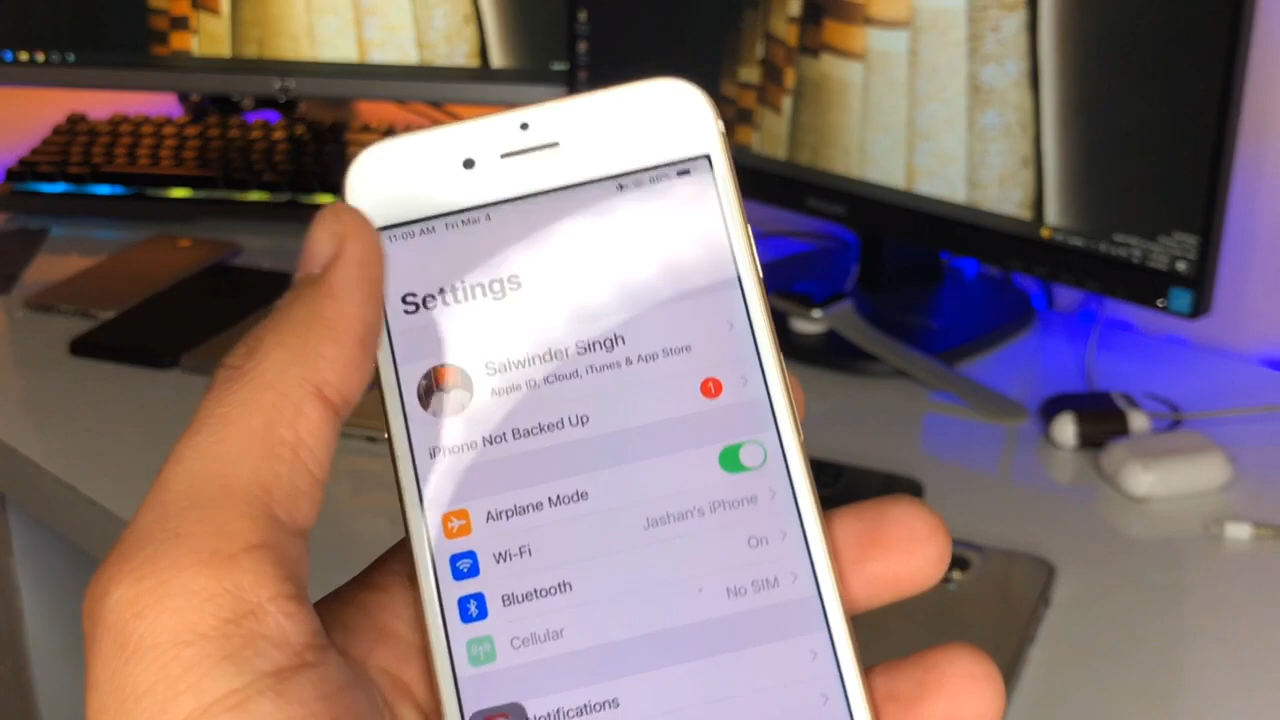 11:09 AM Fri Mar 4
86%
Settings
Salwinder Singh
Apple ID, iCloud, iTunes & App Store
iPhone Not Backed Up
1
Airplane Mode
Wi-Fi
Jashan's iPhone
Bluetooth
On
Cellular
No SIM
Notifications